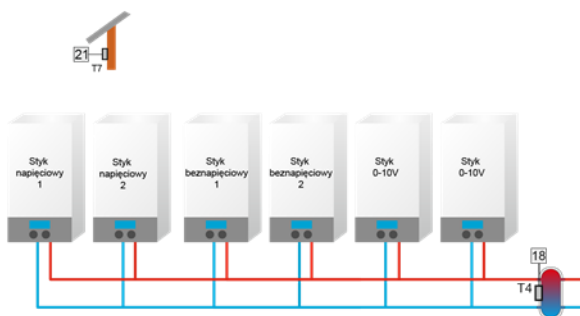 21
T7
Styk
napięciowy
1
Styk
napięciowy
2
Styk
beznapięciowy
1
Styk
beznapięciowy
2
Styk
0-10V
Styk
0-10V
18
T4